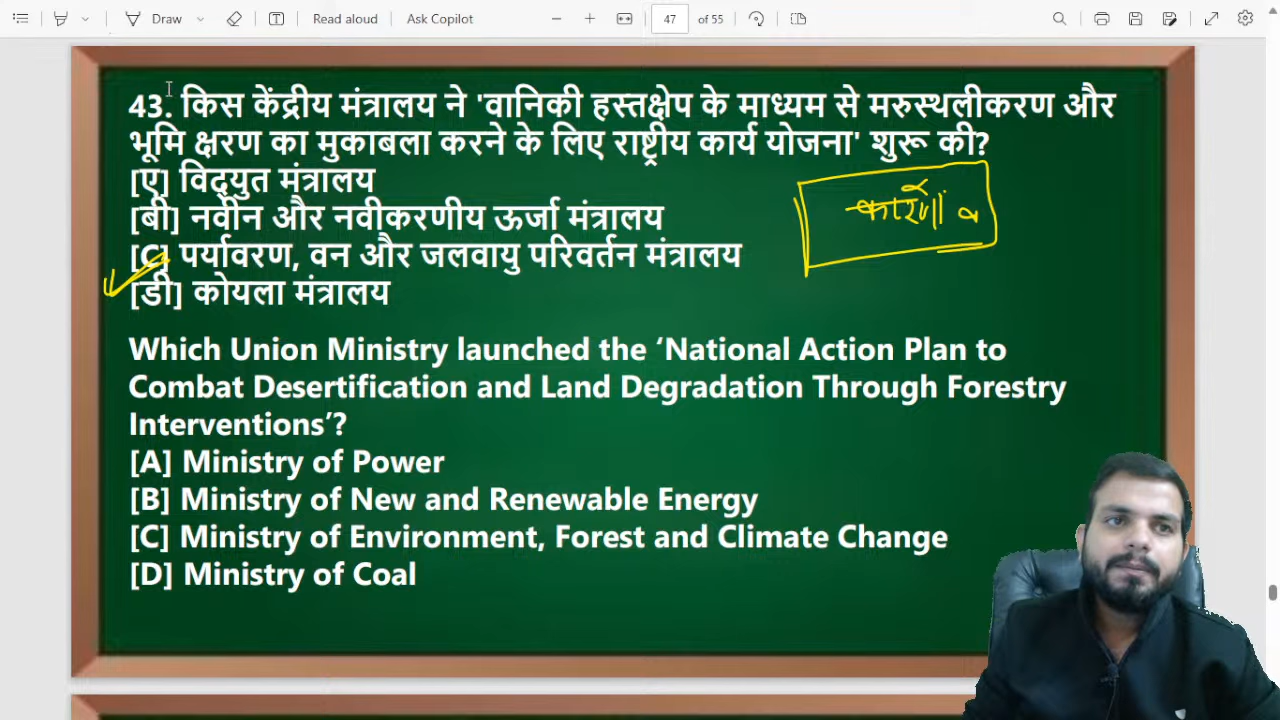 Draw
Read aloud
Ask Copilot
47
of 55
43. किस केंद्रीय मंत्रालय ने 'वानिकी हस्तक्षेप के माध्यम से मरुस्थलीकरण और
भूमि क्षरण का मुकाबला करने के लिए राष्ट्रीय कार्य योजना' शुरू की?
[ए] विद्युत मंत्रालय
[बी] नवीन और नवीकरणीय ऊर्जा मंत्रालय
[C] पर्यावरण, वन और जलवायु परिवर्तन मंत्रालय
[डी] कोयला मंत्रालय
Which Union Ministry launched the ‘National Action Plan to
Combat Desertification and Land Degradation Through Forestry
Interventions’?
[A] Ministry of Power
[B] Ministry of New and Renewable Energy
[C] Ministry of Environment, Forest and Climate Change
[D] Ministry of Coal